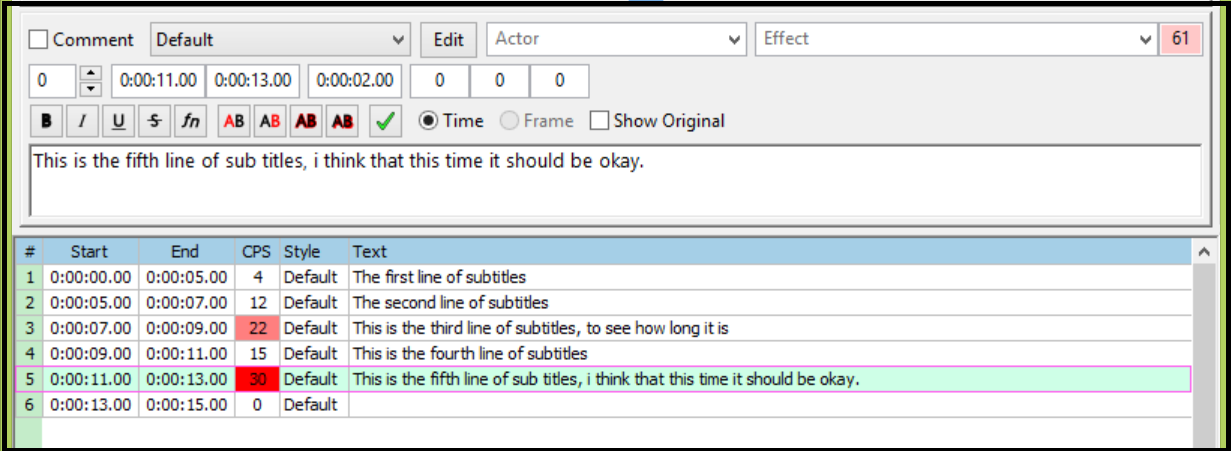 Comment Default Edit Actor Effect 61
0 0:00:11.00 0:00:13.00 0:00:02.00 0 0 0
B I U S fn AB AB AB AB Time Frame Show Original
This is the fifth line of sub titles, i think that this time it should be okay.
# Start End CPS Style Text
1 0:00:00.00 0:00:05.00 4 Default The first line of subtitles
2 0:00:05.00 0:00:07.00 12 Default The second line of subtitles
3 0:00:07.00 0:00:09.00 22 Default This is the third line of subtitles, to see how long it is
4 0:00:09.00 0:00:11.00 15 Default This is the fourth line of subtitles
5 0:00:11.00 0:00:13.00 30 Default This is the fifth line of sub titles, i think that this time it should be okay.
6 0:00:13.00 0:00:15.00 0 Default